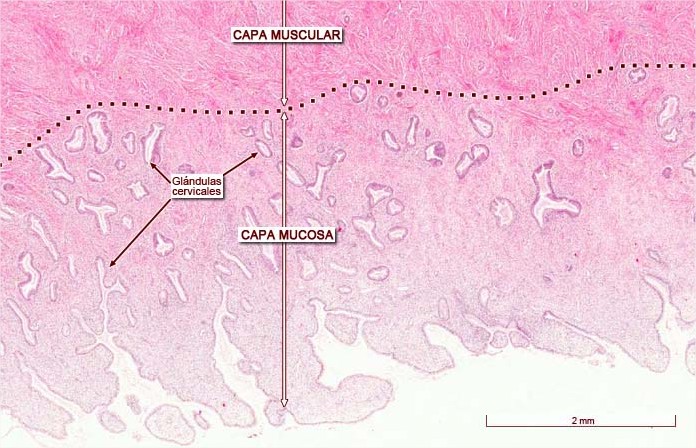 CAPA MUSCULAR
Glándulas
cervicales
CAPA MUCOSA
2 mm